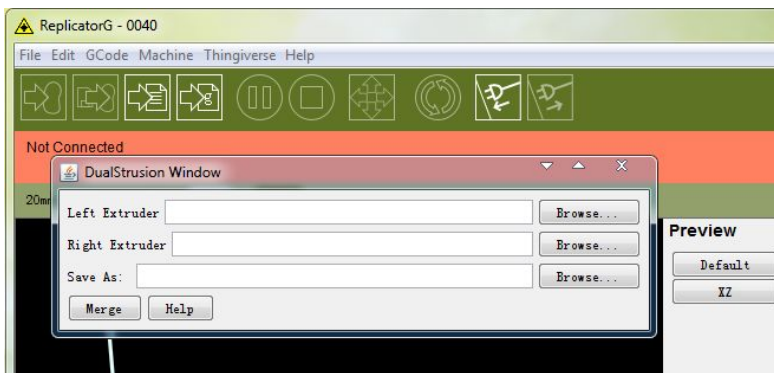 ReplicatorG - 0040
File Edit GCode Machine Thingiverse Help
Not Connected
DualStrusion Window
20mm
Left Extruder Browse...
Right Extruder Browse...
Save As: Browse...
Merge Help
Preview
Default
XZ